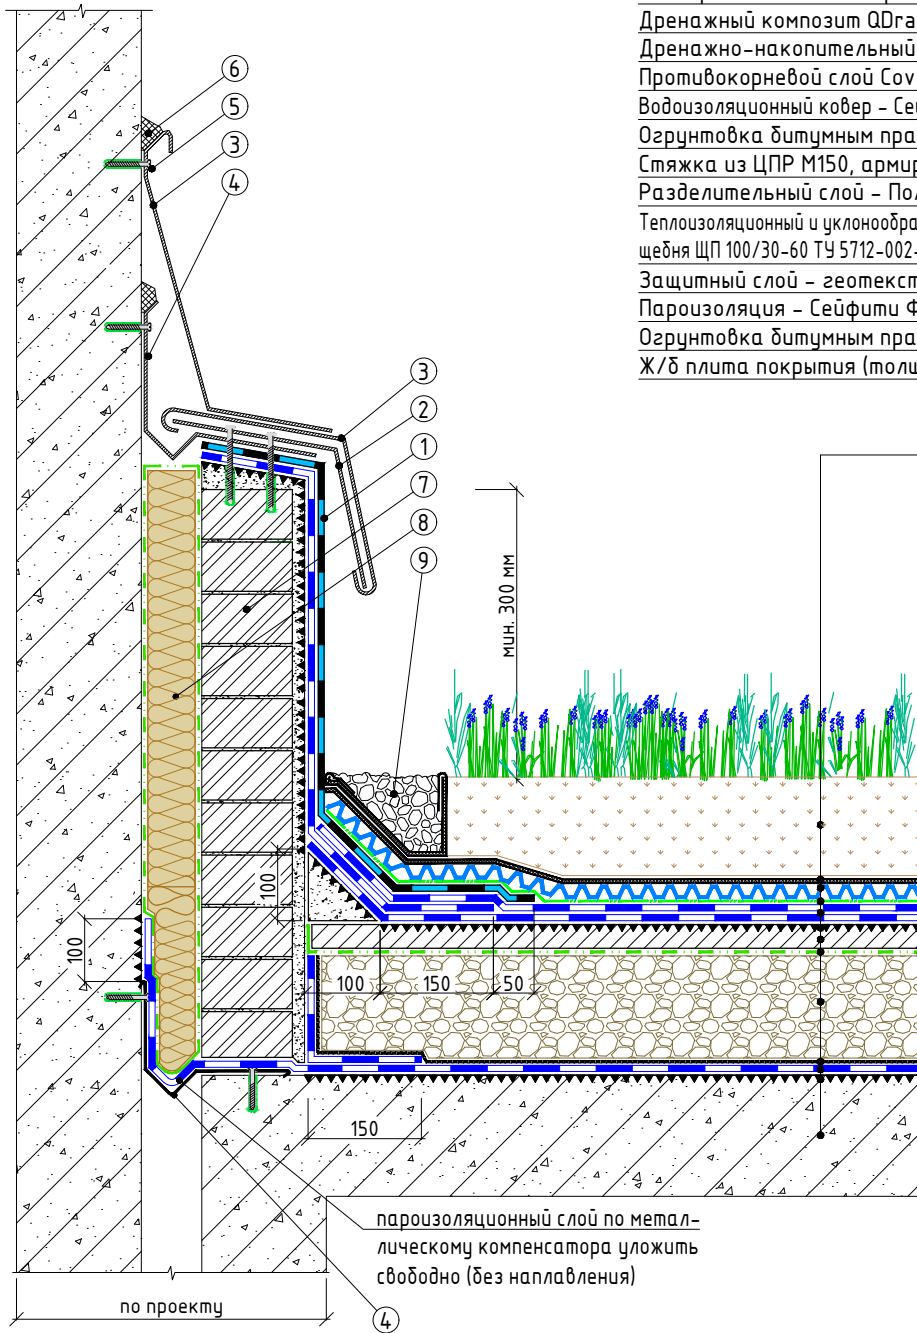 Дренажный композит QDra
Дренажно-накопительный
Противокорневой слой Cov
Водоизоляционный ковер - Сей
Огрунтовка битумным пра
Стяжка из ЦПР М150, армир
Разделительный слой - Пол
Теплоизоляционный и уклонообра
щебня ЩП 100/30-60 ТУ 5712-002-
Защитный слой - геотекст
Пароизоляция - Сейфити Ф
Огрунтовка битумным пра
Ж/б плита покрытия (толщ
6
5
3
4
3
2
1
7
8
9
мин. 300 мм
100
100
100 150 50
150
пароизоляционный слой по метал-
лическому компенсатора уложить
свободно (без наплавления)
по проекту
4